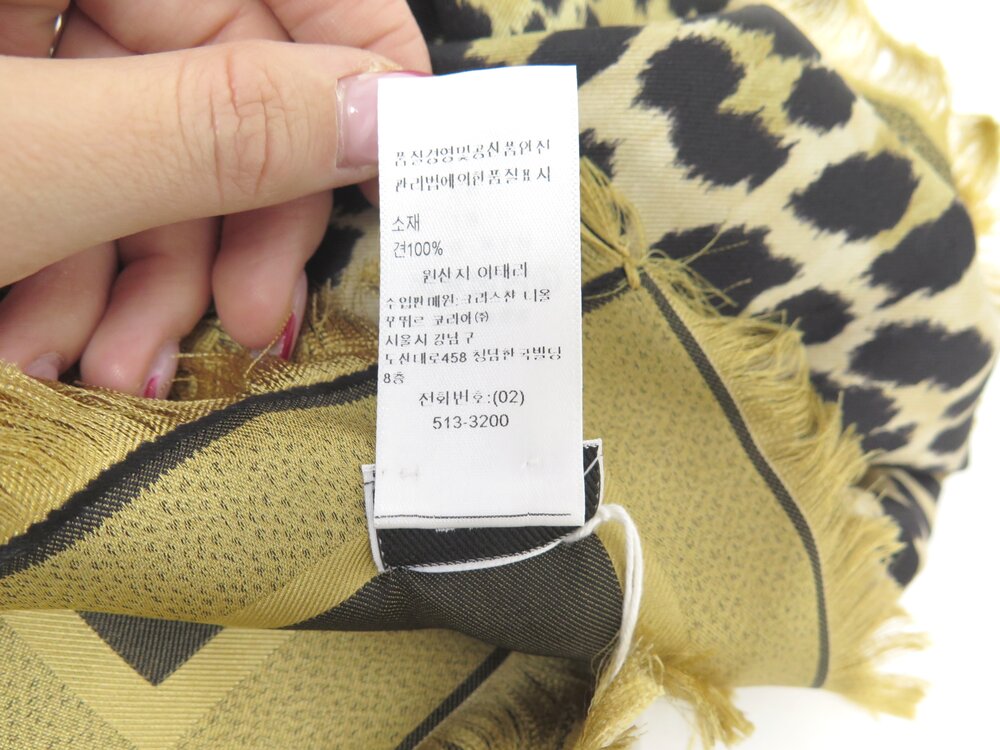 품질경영및공산품안전
관리법에의한품질표시
소재
견100%
원산지 이태리
수입판매원:크리스챤 디올
꾸뛰르 코리아㈜
서울시 강남구
도산대로458 청담한국빌딩
8층
전화번호:(02)
513-3200